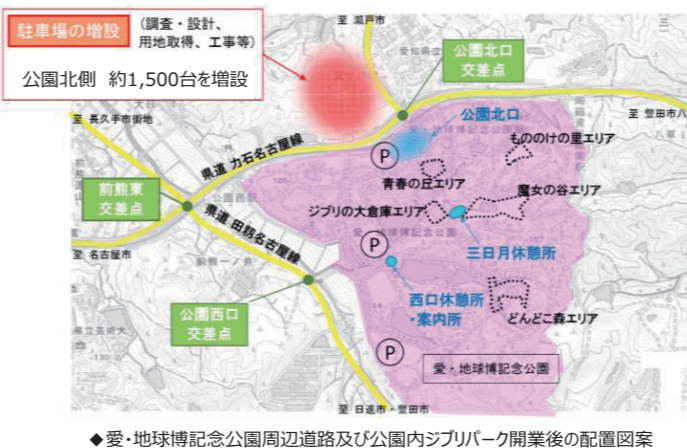 駐車場の増設
(調査・設計、
用地取得、工事等)
公園北側 約1,500台を増設
至 瀬戸市
公園北口
交差点
公園北口
至 豊田市八
至 長久手市街地
県道 力石名古屋線
P
もののけの里エリア
青春の丘エリア
魔女の谷エリア
前熊東
交差点
公園西駅
ジブリの大倉庫エリア
県道 田籾名古屋線
三日月休憩所
至 名古屋市
前熊一ノ井
P
公園西口
交差点
西口休憩所
・案内所
どんどこ森エリア
P
愛・地球博記念公園
至 日進市・豊田市
◆愛・地球博記念公園周辺道路及び公園内ジブリパーク開業後の配置図案